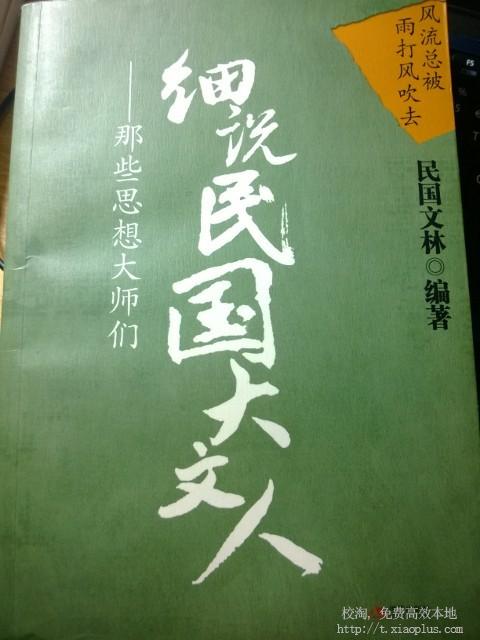 风流总被
雨打风吹去
民国文林◎编著
细说民国大文人
——那些思想大师们
校淘,免费高效本地
http://t.xiaoplus.com